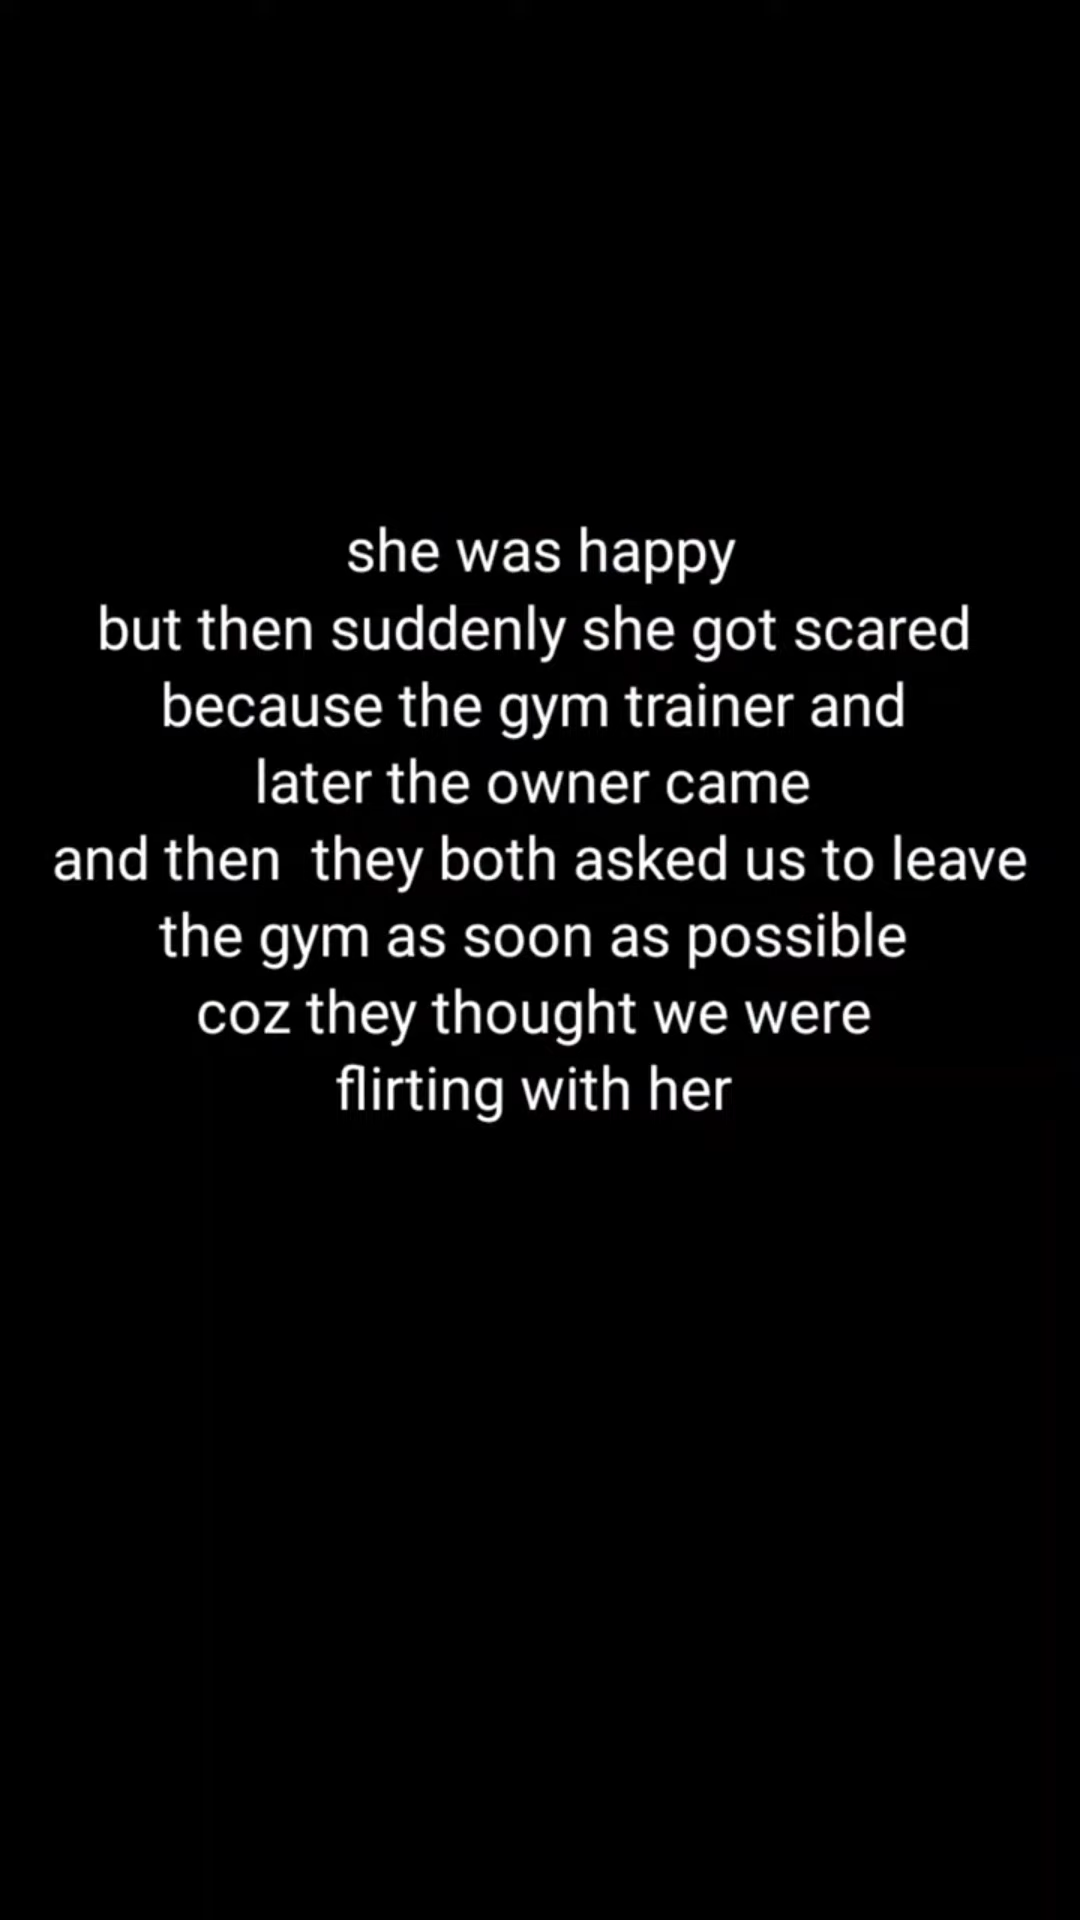 she was happy
but then suddenly she got scared
because the gym trainer and
later the owner came
and then  they both asked us to leave
the gym as soon as possible
coz they thought we were
flirting with her